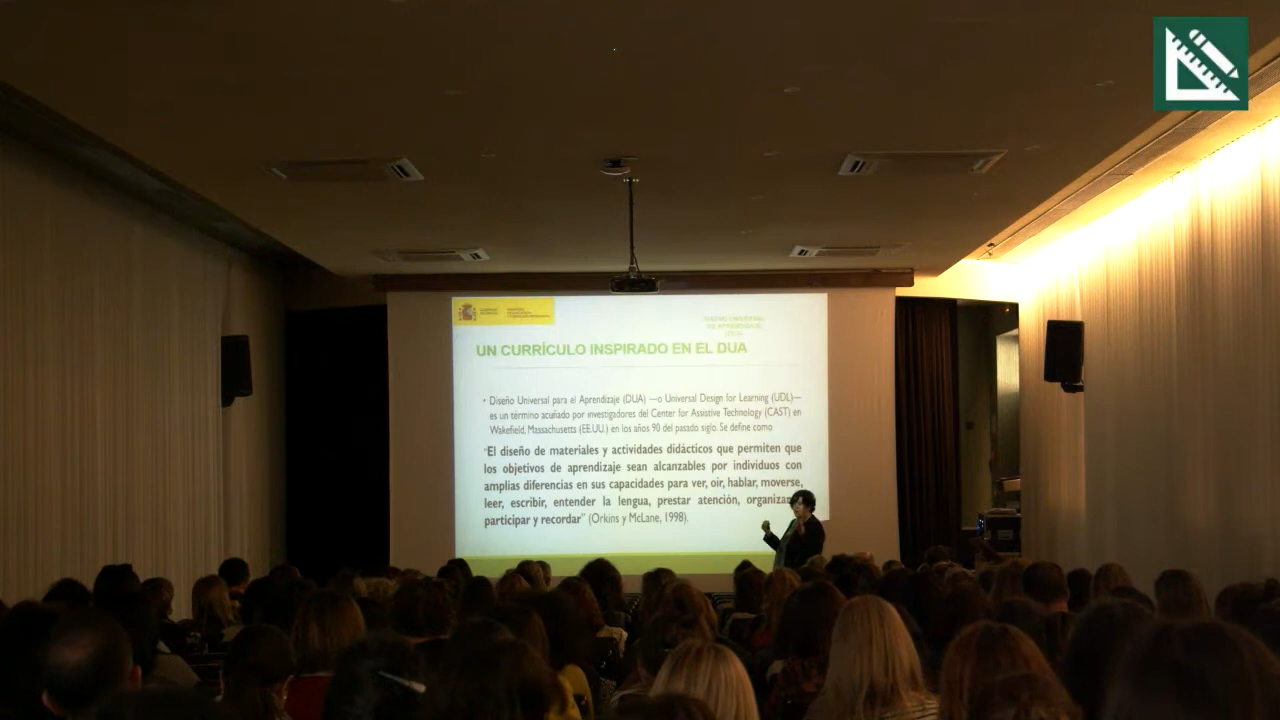 UN CURRÍCULO INSPIRADO EN EL DUA
• Diseño Universal para el Aprendizaje (DUA) —o Universal Design for Learning (UDL)—
es un término acuñado por investigadores del Center for Assistive Technology (CAST) en
Wakefield, Massachusetts (EE.UU.) en los años 90 del pasado siglo. Se define como
"El diseño de materiales y actividades didácticos que permiten que
los objetivos de aprendizaje sean alcanzables por individuos con
amplias diferencias en sus capacidades para ver, oir, hablar, moverse,
leer, escribir, entender la lengua, prestar atención,
participar y recordar" (Orkins y McLane, 1998).